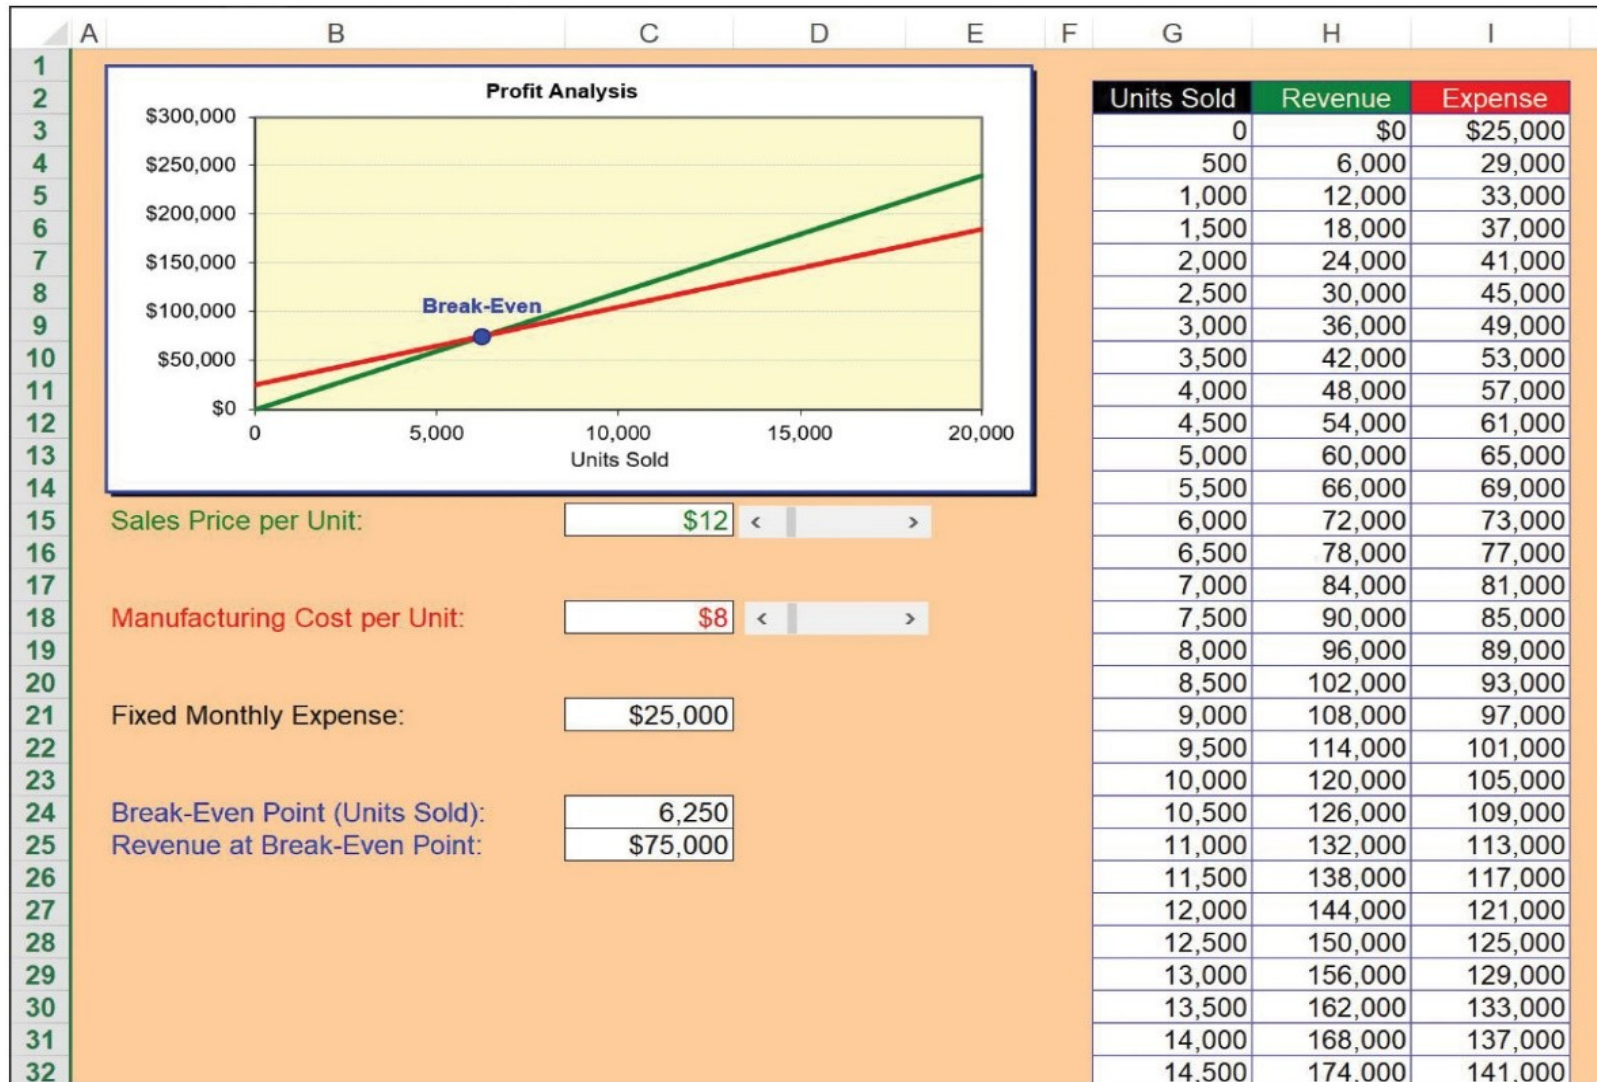 A B C D E F G H I
1
2 Units Sold Revenue Expense
3 0 $0 $25,000
4 500 6,000 29,000
5 1,000 12,000 33,000
6 1,500 18,000 37,000
7 2,000 24,000 41,000
8 2,500 30,000 45,000
9 3,000 36,000 49,000
10 3,500 42,000 53,000
11 4,000 48,000 57,000
12 4,500 54,000 61,000
13 5,000 60,000 65,000
14 5,500 66,000 69,000
Profit Analysis
$300,000
$250,000
$200,000
$150,000
$100,000
$50,000
$0
Break-Even
0 5,000 10,000 15,000 20,000
Units Sold
15 Sales Price per Unit: $12 < > 6,000 72,000 73,000
16 6,500 78,000 77,000
17 7,000 84,000 81,000
18 Manufacturing Cost per Unit: $8 < > 7,500 90,000 85,000
19 8,000 96,000 89,000
20 8,500 102,000 93,000
21 Fixed Monthly Expense: $25,000 9,000 108,000 97,000
22 9,500 114,000 101,000
23 10,000 120,000 105,000
24 Break-Even Point (Units Sold): 6,250 10,500 126,000 109,000
25 Revenue at Break-Even Point: $75,000 11,000 132,000 113,000
26 11,500 138,000 117,000
27 12,000 144,000 121,000
28 12,500 150,000 125,000
29 13,000 156,000 129,000
30 13,500 162,000 133,000
31 14,000 168,000 137,000
32 14,500 174,000 141,000